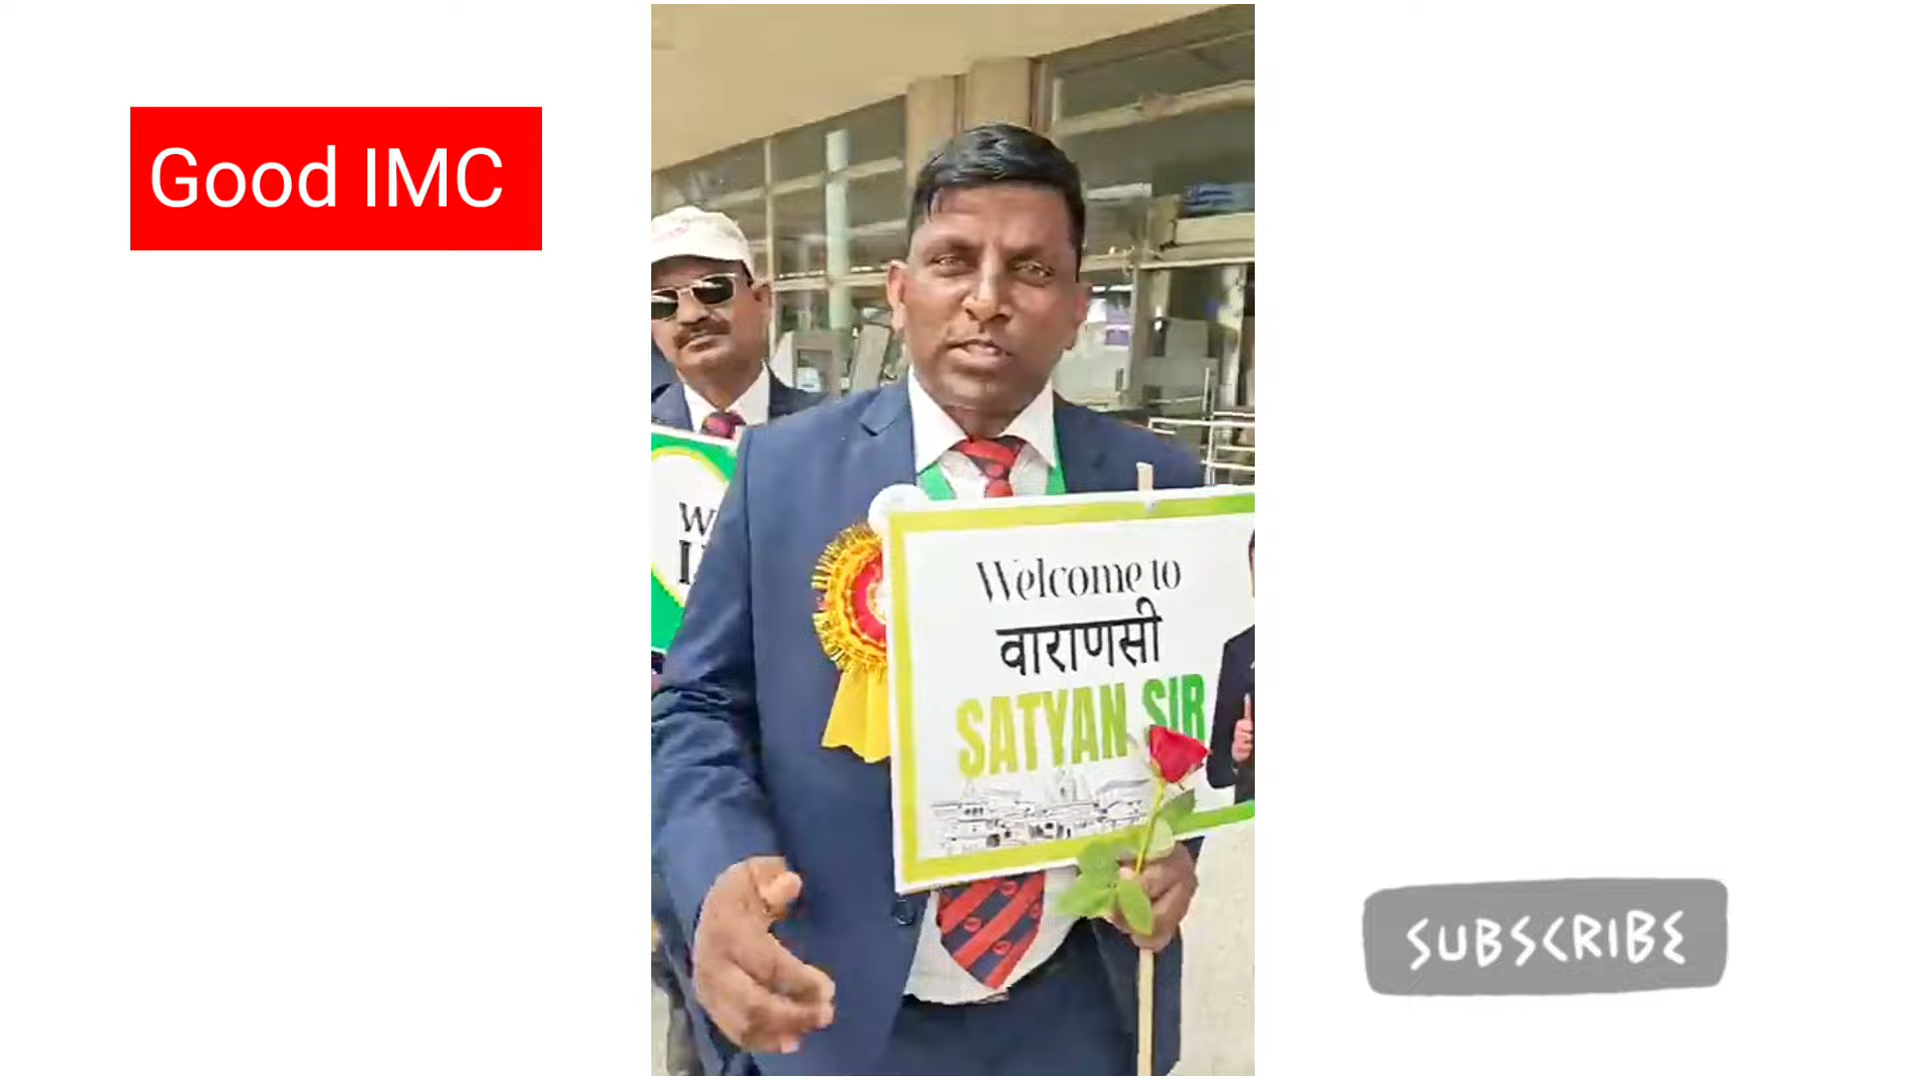 Good IMC
Welcome to
वाराणसी
SATYAN SIR
SUBSCRIBE